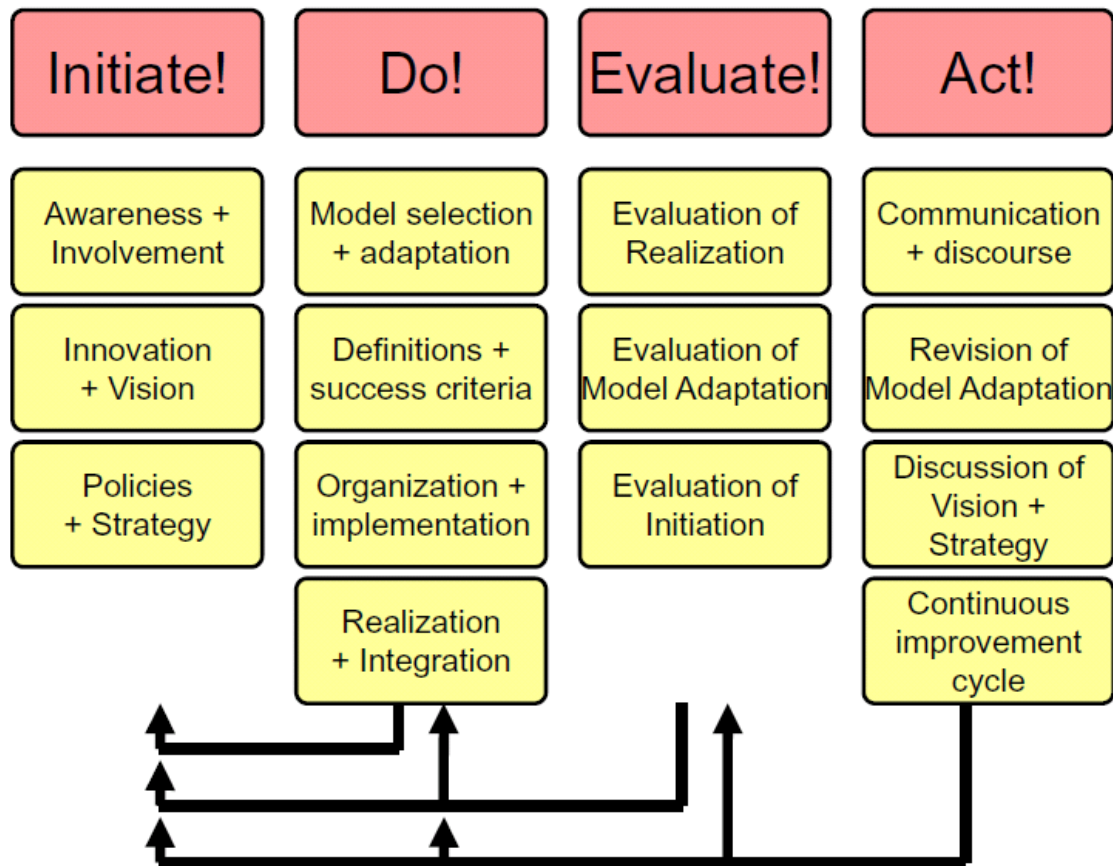 Initiate!
Do!
Evaluate!
Act!
Awareness +
Involvement
Model selection
+ adaptation
Evaluation of
Realization
Communication
+ discourse
Innovation
+ Vision
Definitions +
success criteria
Evaluation of
Model Adaptation
Revision of
Model Adaptation
Policies
+ Strategy
Organization +
implementation
Evaluation of
Initiation
Discussion of
Vision +
Strategy
Realization
+ Integration
Continuous
improvement
cycle